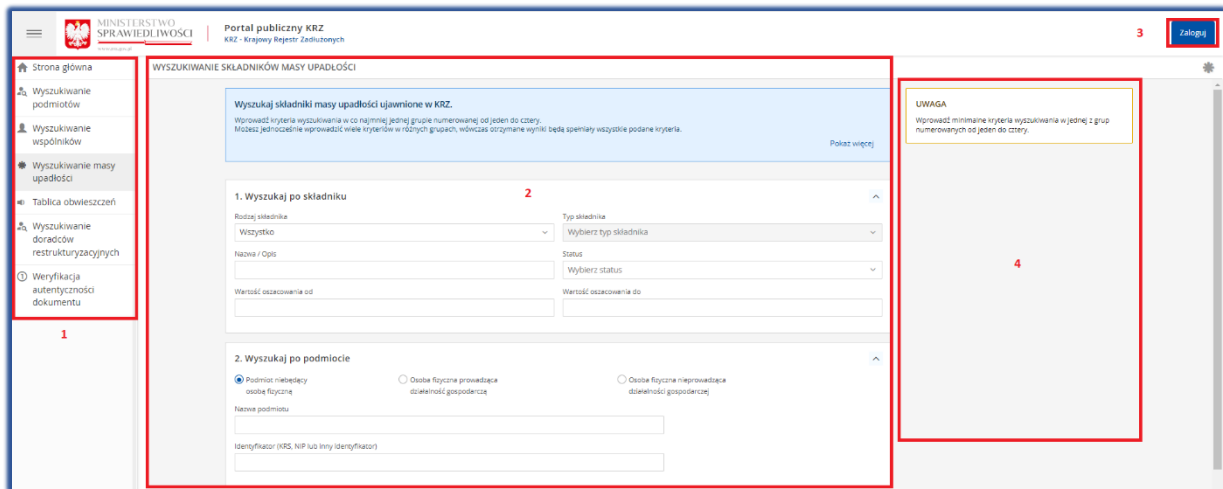 MINISTERSTWO
SPRAWIEDLIWOŚCI
Portal publiczny KRZ
KRZ - Krajowy Rejestr Zadłużonych
3
Zaloguj
Strona główna
Wyszukiwanie
podmiotów
Wyszukiwanie
wspólników
Wyszukiwanie masy
upadłości
Tablica obwieszczeń
Wyszukiwanie
doradców
restrukturyzacyjnych
Weryfikacja
autentyczności
dokumentu
1
WYSZUKIWANIE SKŁADNIKÓW MASY UPADŁOŚCI
Wyszukaj składniki masy upadłości ujawnione w KRZ.
Wprowadź kryteria wyszukiwania w co najmniej jednej grupie numerowanej od jeden do cztery.
Możesz jednocześnie wprowadzić wiele kryteriów w różnych grupach, wówczas otrzymane wyniki będą spełniały wszystkie podane kryteria.
Pokaż więcej
2
1. Wyszukaj po składniku
Rodzaj składnika Typ składnika
Wszystko Wybierz typ składnika
Nazwa / Opis Status
Wybierz status
Wartość oszacowania od Wartość oszacowania do
2. Wyszukaj po podmiocie
Podmiot niebędący Osoba fizyczna prowadząca Osoba fizyczna nieprowadząca
osobą fizyczną działalność gospodarczą działalności gospodarczej
Nazwa podmiotu
Identyfikator (KRS, NIP lub inny identyfikator)
UWAGA
Wprowadź minimalne kryteria wyszukiwania w jednej z grup
numerowanych od jeden do cztery.
4